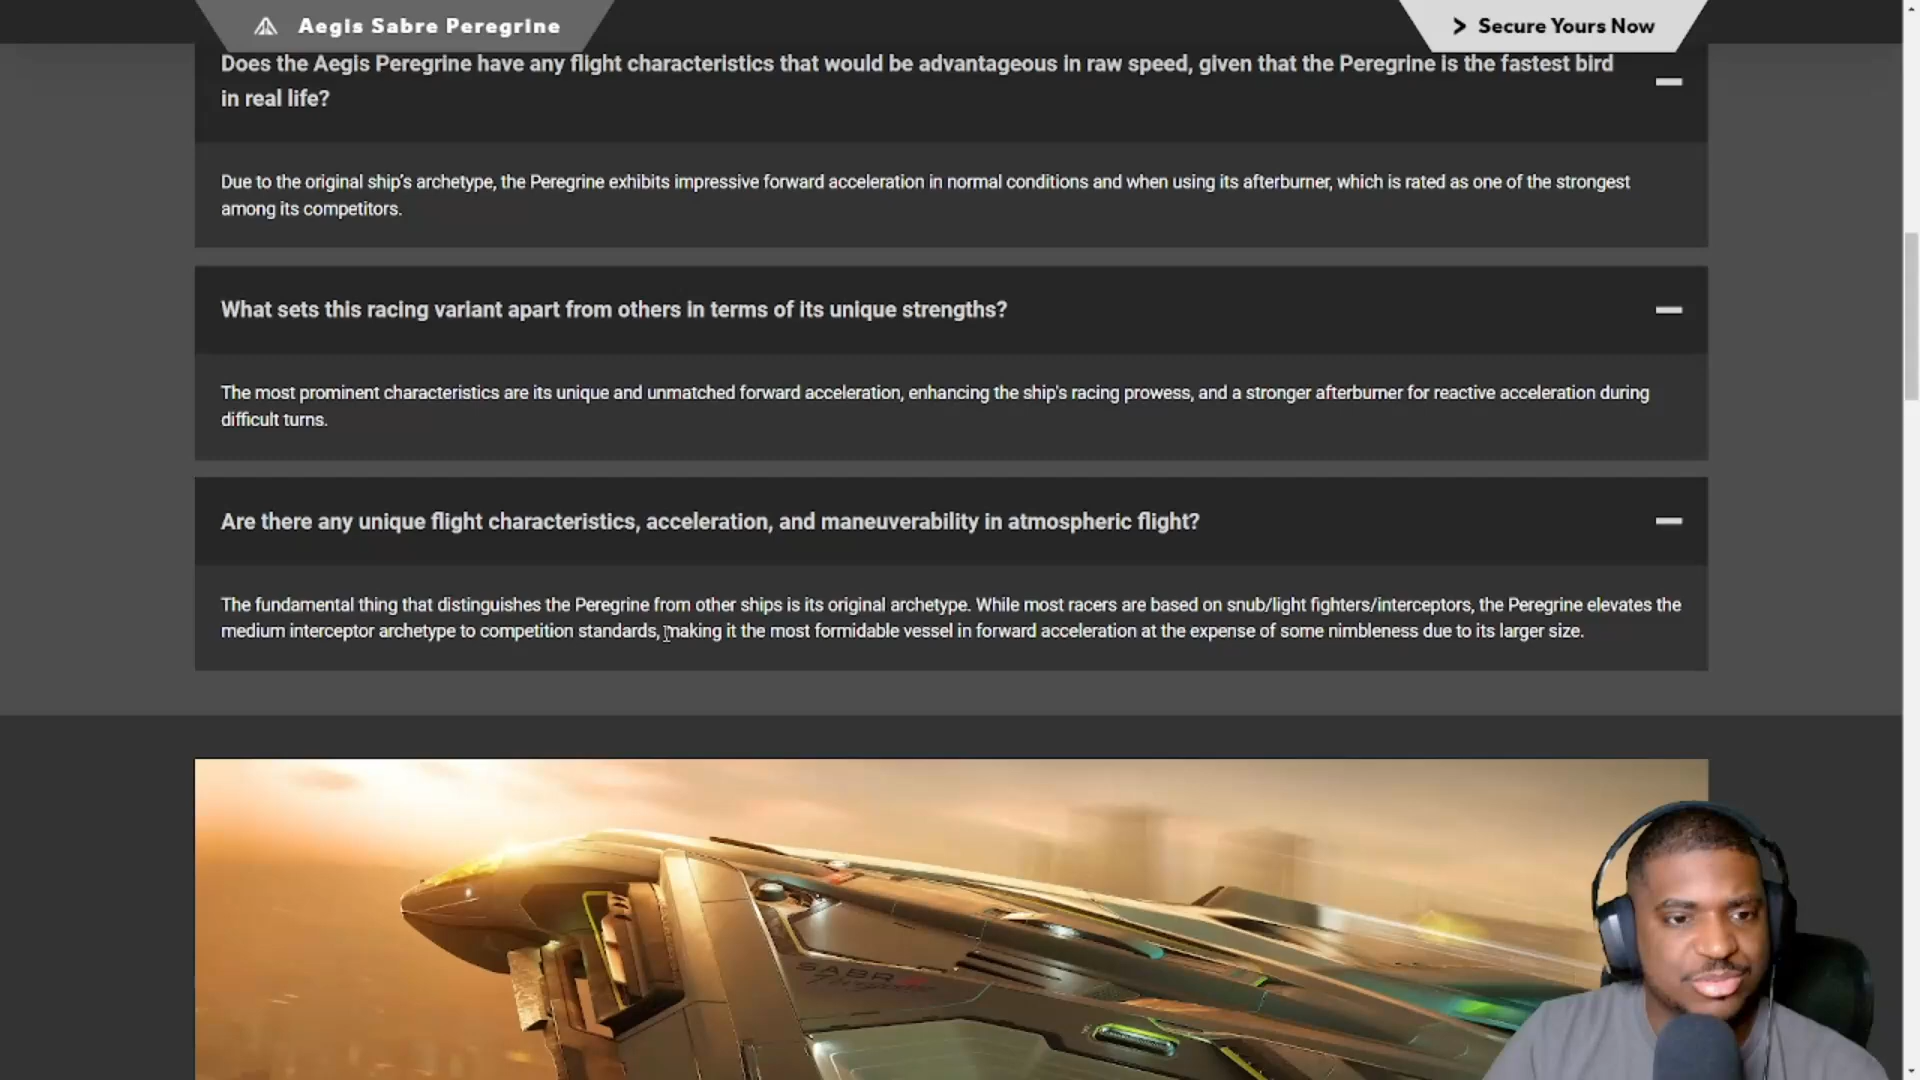 Aegis Sabre Peregrine
> Secure Yours Now
Does the Aegis Peregrine have any flight characteristics that would be advantageous in raw speed, given that the Peregrine is the fastest bird
in real life?
Due to the original ship's archetype, the Peregrine exhibits impressive forward acceleration in normal conditions and when using its afterburner, which is rated as one of the strongest
among its competitors.
What sets this racing variant apart from others in terms of its unique strengths?
The most prominent characteristics are its unique and unmatched forward acceleration, enhancing the ship's racing prowess, and a stronger afterburner for reactive acceleration during
difficult turns.
Are there any unique flight characteristics, acceleration, and maneuverability in atmospheric flight?
The fundamental thing that distinguishes the Peregrine from other ships is its original archetype. While most racers are based on snub/light fighters/interceptors, the Peregrine elevates the
medium interceptor archetype to competition standards, making it the most formidable vessel in forward acceleration at the expense of some nimbleness due to its larger size.